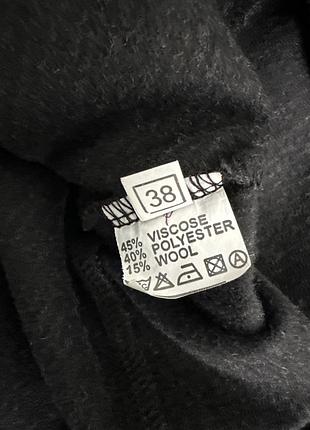 38
45% VISCOSE
40% POLYESTER
15% WOOL
A